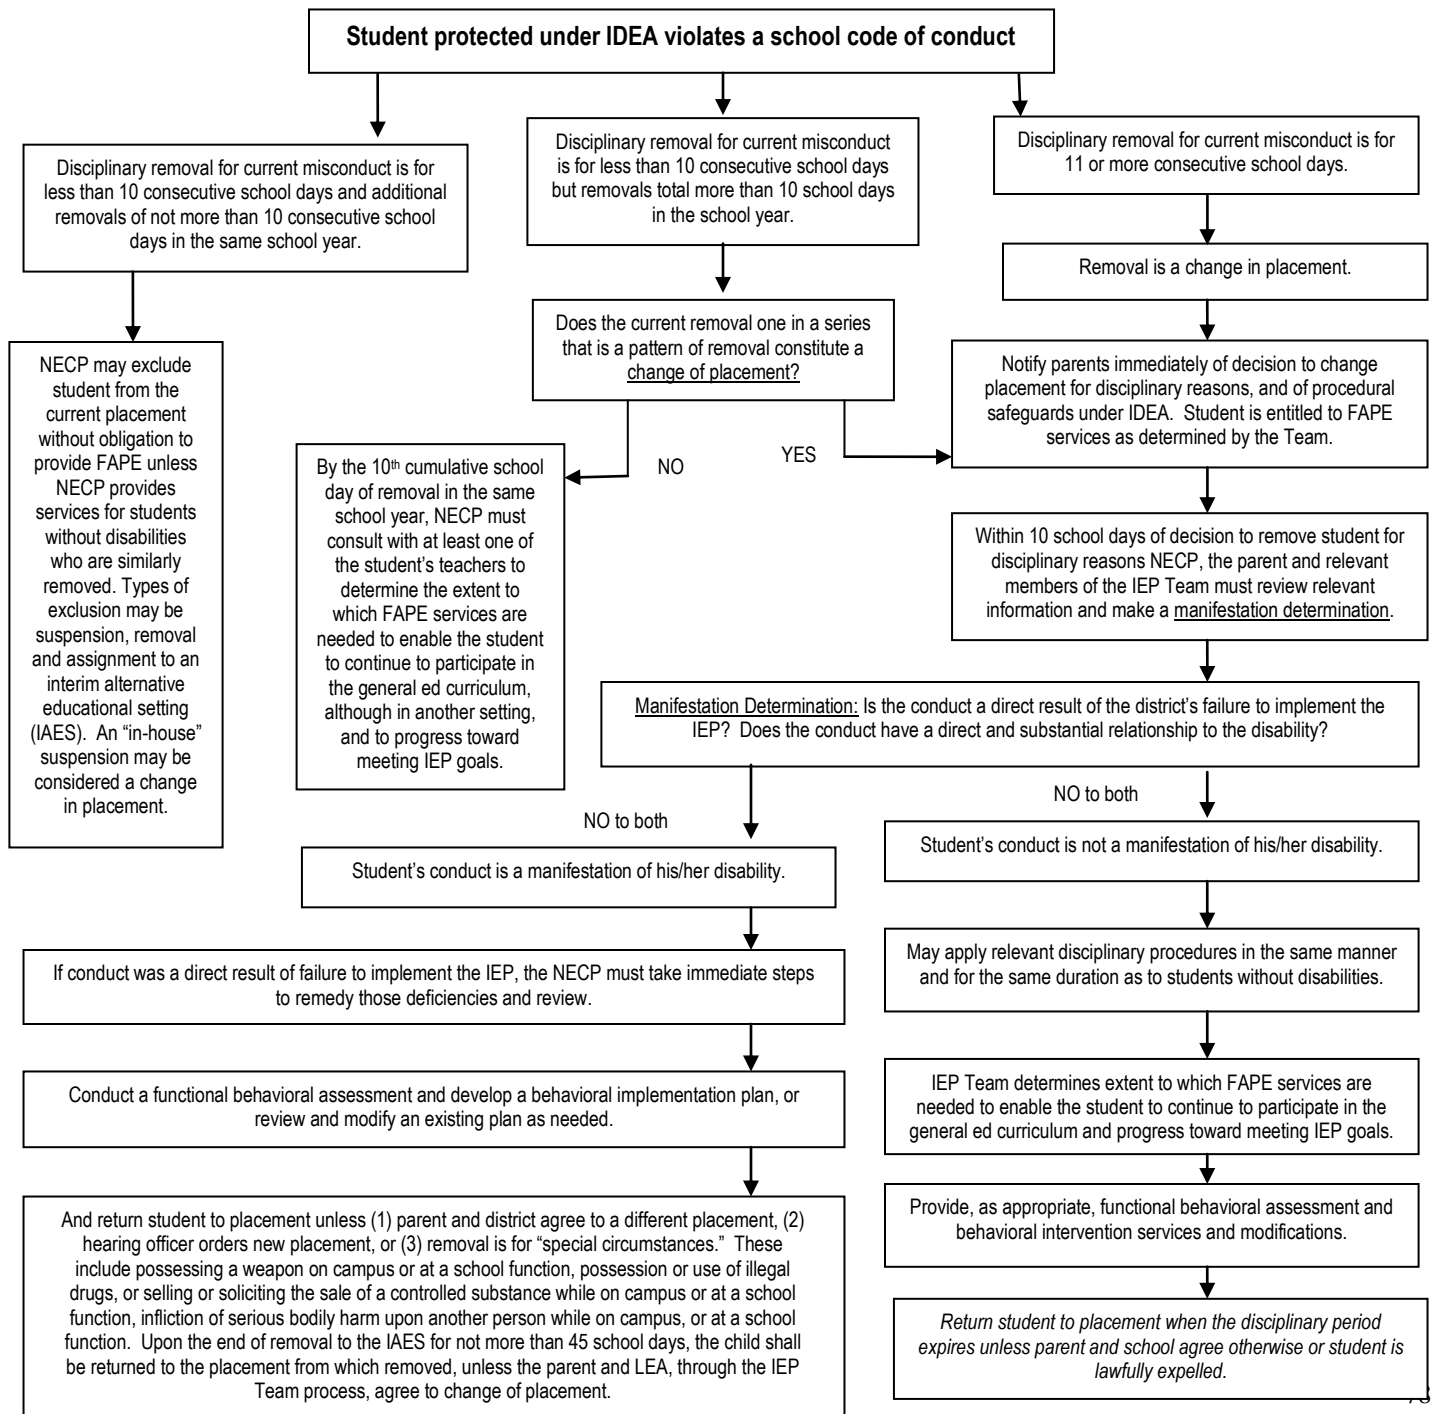 Student protected under IDEA violates a school code of conduct
Disciplinary removal for current misconduct is for
less than 10 consecutive school days and additional
removals of not more than 10 consecutive school
days in the same school year.
Disciplinary removal for current misconduct
is for less than 10 consecutive school days
but removals total more than 10 school days
in the school year.
Disciplinary removal for current misconduct is for
11 or more consecutive school days.
Removal is a change in placement.
Does the current removal one in a series
that is a pattern of removal constitute a
change of placement?
NECP may exclude
student from the
current placement
without obligation to
provide FAPE unless
NECP provides
services for students
without disabilities
who are similarly
removed. Types of
exclusion may be
suspension, removal
and assignment to an
interim alternative
educational setting
(IAES).  An “in-house”
suspension may be
considered a change
in placement.
Notify parents immediately of decision to change
placement for disciplinary reasons, and of procedural
safeguards under IDEA.  Student is entitled to FAPE
services as determined by the Team.
NO
YES
By the 10th cumulative school
day of removal in the same
school year, NECP must
consult with at least one of
the student’s teachers to
determine the extent to
which FAPE services are
needed to enable the student
to continue to participate in
the general ed curriculum,
although in another setting,
and to progress toward
meeting IEP goals.
Within 10 school days of decision to remove student for
disciplinary reasons NECP, the parent and relevant
members of the IEP Team must review relevant
information and make a manifestation determination.
Manifestation Determination: Is the conduct a direct result of the district’s failure to implement the
IEP?  Does the conduct have a direct and substantial relationship to the disability?
NO to both
NO to both
Student’s conduct is a manifestation of his/her disability.
Student’s conduct is not a manifestation of his/her disability.
If conduct was a direct result of failure to implement the IEP, the NECP must take immediate steps
to remedy those deficiencies and review.
May apply relevant disciplinary procedures in the same manner
and for the same duration as to students without disabilities.
Conduct a functional behavioral assessment and develop a behavioral implementation plan, or
review and modify an existing plan as needed.
IEP Team determines extent to which FAPE services are
needed to enable the student to continue to participate in the
general ed curriculum and progress toward meeting IEP goals.
And return student to placement unless (1) parent and district agree to a different placement, (2)
hearing officer orders new placement, or (3) removal is for “special circumstances.”  These
include possessing a weapon on campus or at a school function, possession or use of illegal
drugs, or selling or soliciting the sale of a controlled substance while on campus or at a school
function, infliction of serious bodily harm upon another person while on campus, or at a school
function.  Upon the end of removal to the IAES for not more than 45 school days, the child shall
be returned to the placement from which removed, unless the parent and LEA, through the IEP
Team process, agree to change of placement.
Provide, as appropriate, functional behavioral assessment and
behavioral intervention services and modifications.
Return student to placement when the disciplinary period
expires unless parent and school agree otherwise or student is
lawfully expelled.